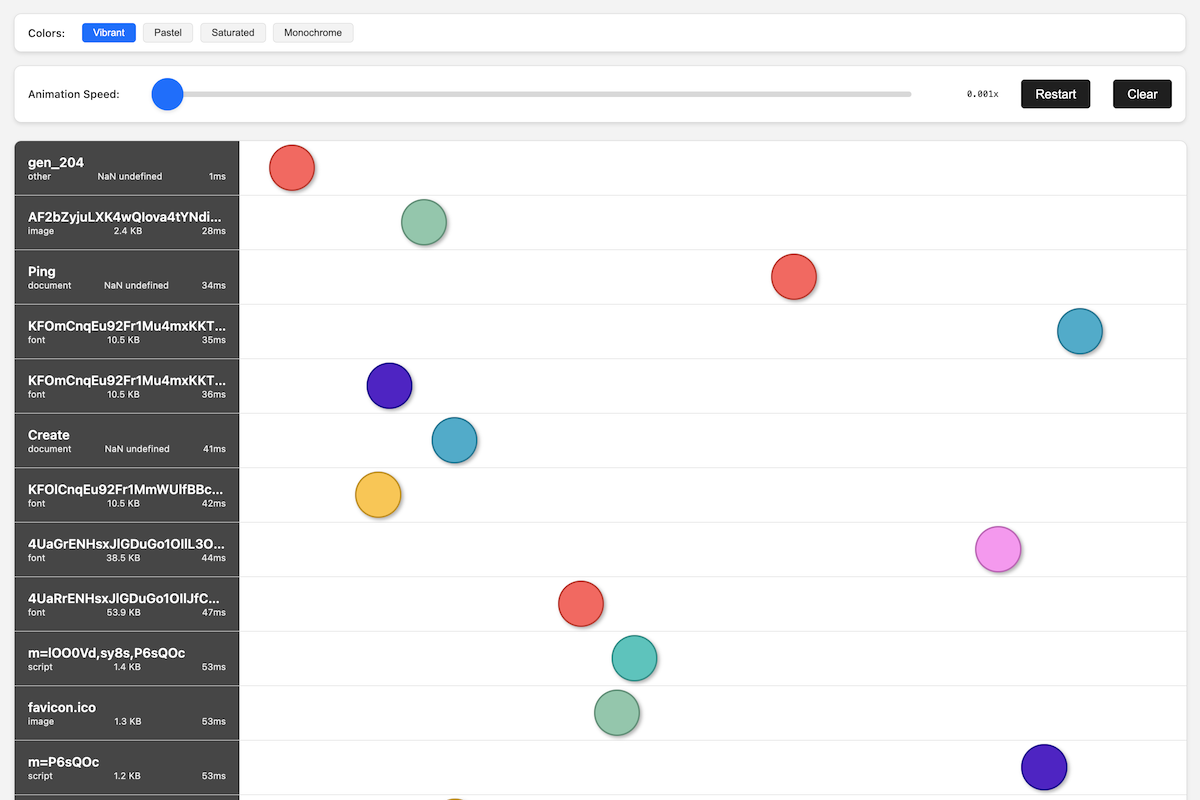 Colors: Vibrant Pastel Saturated Monochrome
Animation Speed: 0.001x Restart Clear
gen_204
other NaN undefined 1ms
AF2bZyjuLXK4wQIova4tYNdi...
image 2.4 KB 28ms
Ping
document NaN undefined 34ms
KFOmCnqEu92Fr1Mu4mxKKT...
font 10.5 KB 35ms
KFOmCnqEu92Fr1Mu4mxKKT...
font 10.5 KB 36ms
Create
document NaN undefined 41ms
KFOlCnqEu92Fr1MmWUlfBBc...
font 10.5 KB 42ms
4UaGrENHsxJlGDuGo1OIlL3O...
font 38.5 KB 44ms
4UaRrENHsxJlGDuGo1OIlJfC...
font 53.9 KB 47ms
m=lOO0Vd,sy8s,P6sQOc
script 1.4 KB 53ms
favicon.ico
image 1.3 KB 53ms
m=P6sQOc
script 1.2 KB 53ms